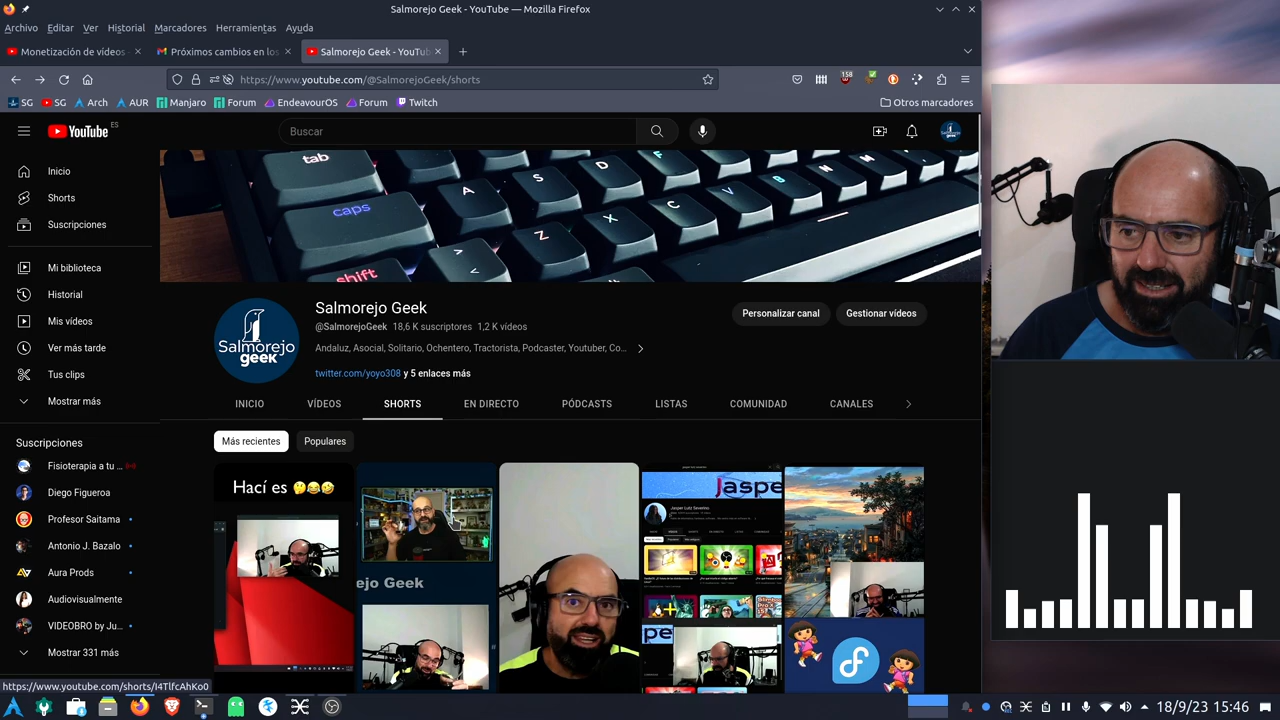 Salmorejo Geek - YouTube — Mozilla Firefox
Archivo Editar Ver Historial Marcadores Herramientas Ayuda
Monetización de vídeos
Próximos cambios en los
Salmorejo Geek - YouTub
https://www.youtube.com/@SalmorejoGeek/shorts
158
SG SG Arch AUR Manjaro Forum EndeavourOS Forum Twitch
Otros marcadores
YouTube ES
Buscar
Inicio
Shorts
Suscripciones
Mi biblioteca
Historial
Mis vídeos
Ver más tarde
Tus clips
Mostrar más
Suscripciones
Fisioterapia a tu ...
Diego Figueroa
Profesor Saitama
Antonio J. Bazalo
Aura Prods
Audiovisualmente
VIDEOBRO by Ju...
Mostrar 331 más
tab
caps
shift
A S D F
Z X C V B N M
Salmorejo
geek
Salmorejo Geek
@SalmorejoGeek 18,6 K suscriptores 1,2 K vídeos
Andaluz, Asocial, Solitario, Ochentero, Tractorista, Podcaster, Youtuber, Co...
twitter.com/yoyo308 y 5 enlaces más
Personalizar canal
Gestionar vídeos
INICIO VÍDEOS SHORTS EN DIRECTO PÓDCASTS LISTAS COMUNIDAD CANALES
Más recientes
Populares
Hací es 🤔😂🤣
ejo Geek
Jaspe
Jasper Lutz Severino
pe
https://www.youtube.com/shorts/I4TlfcAhKo0
18/9/23 15:46